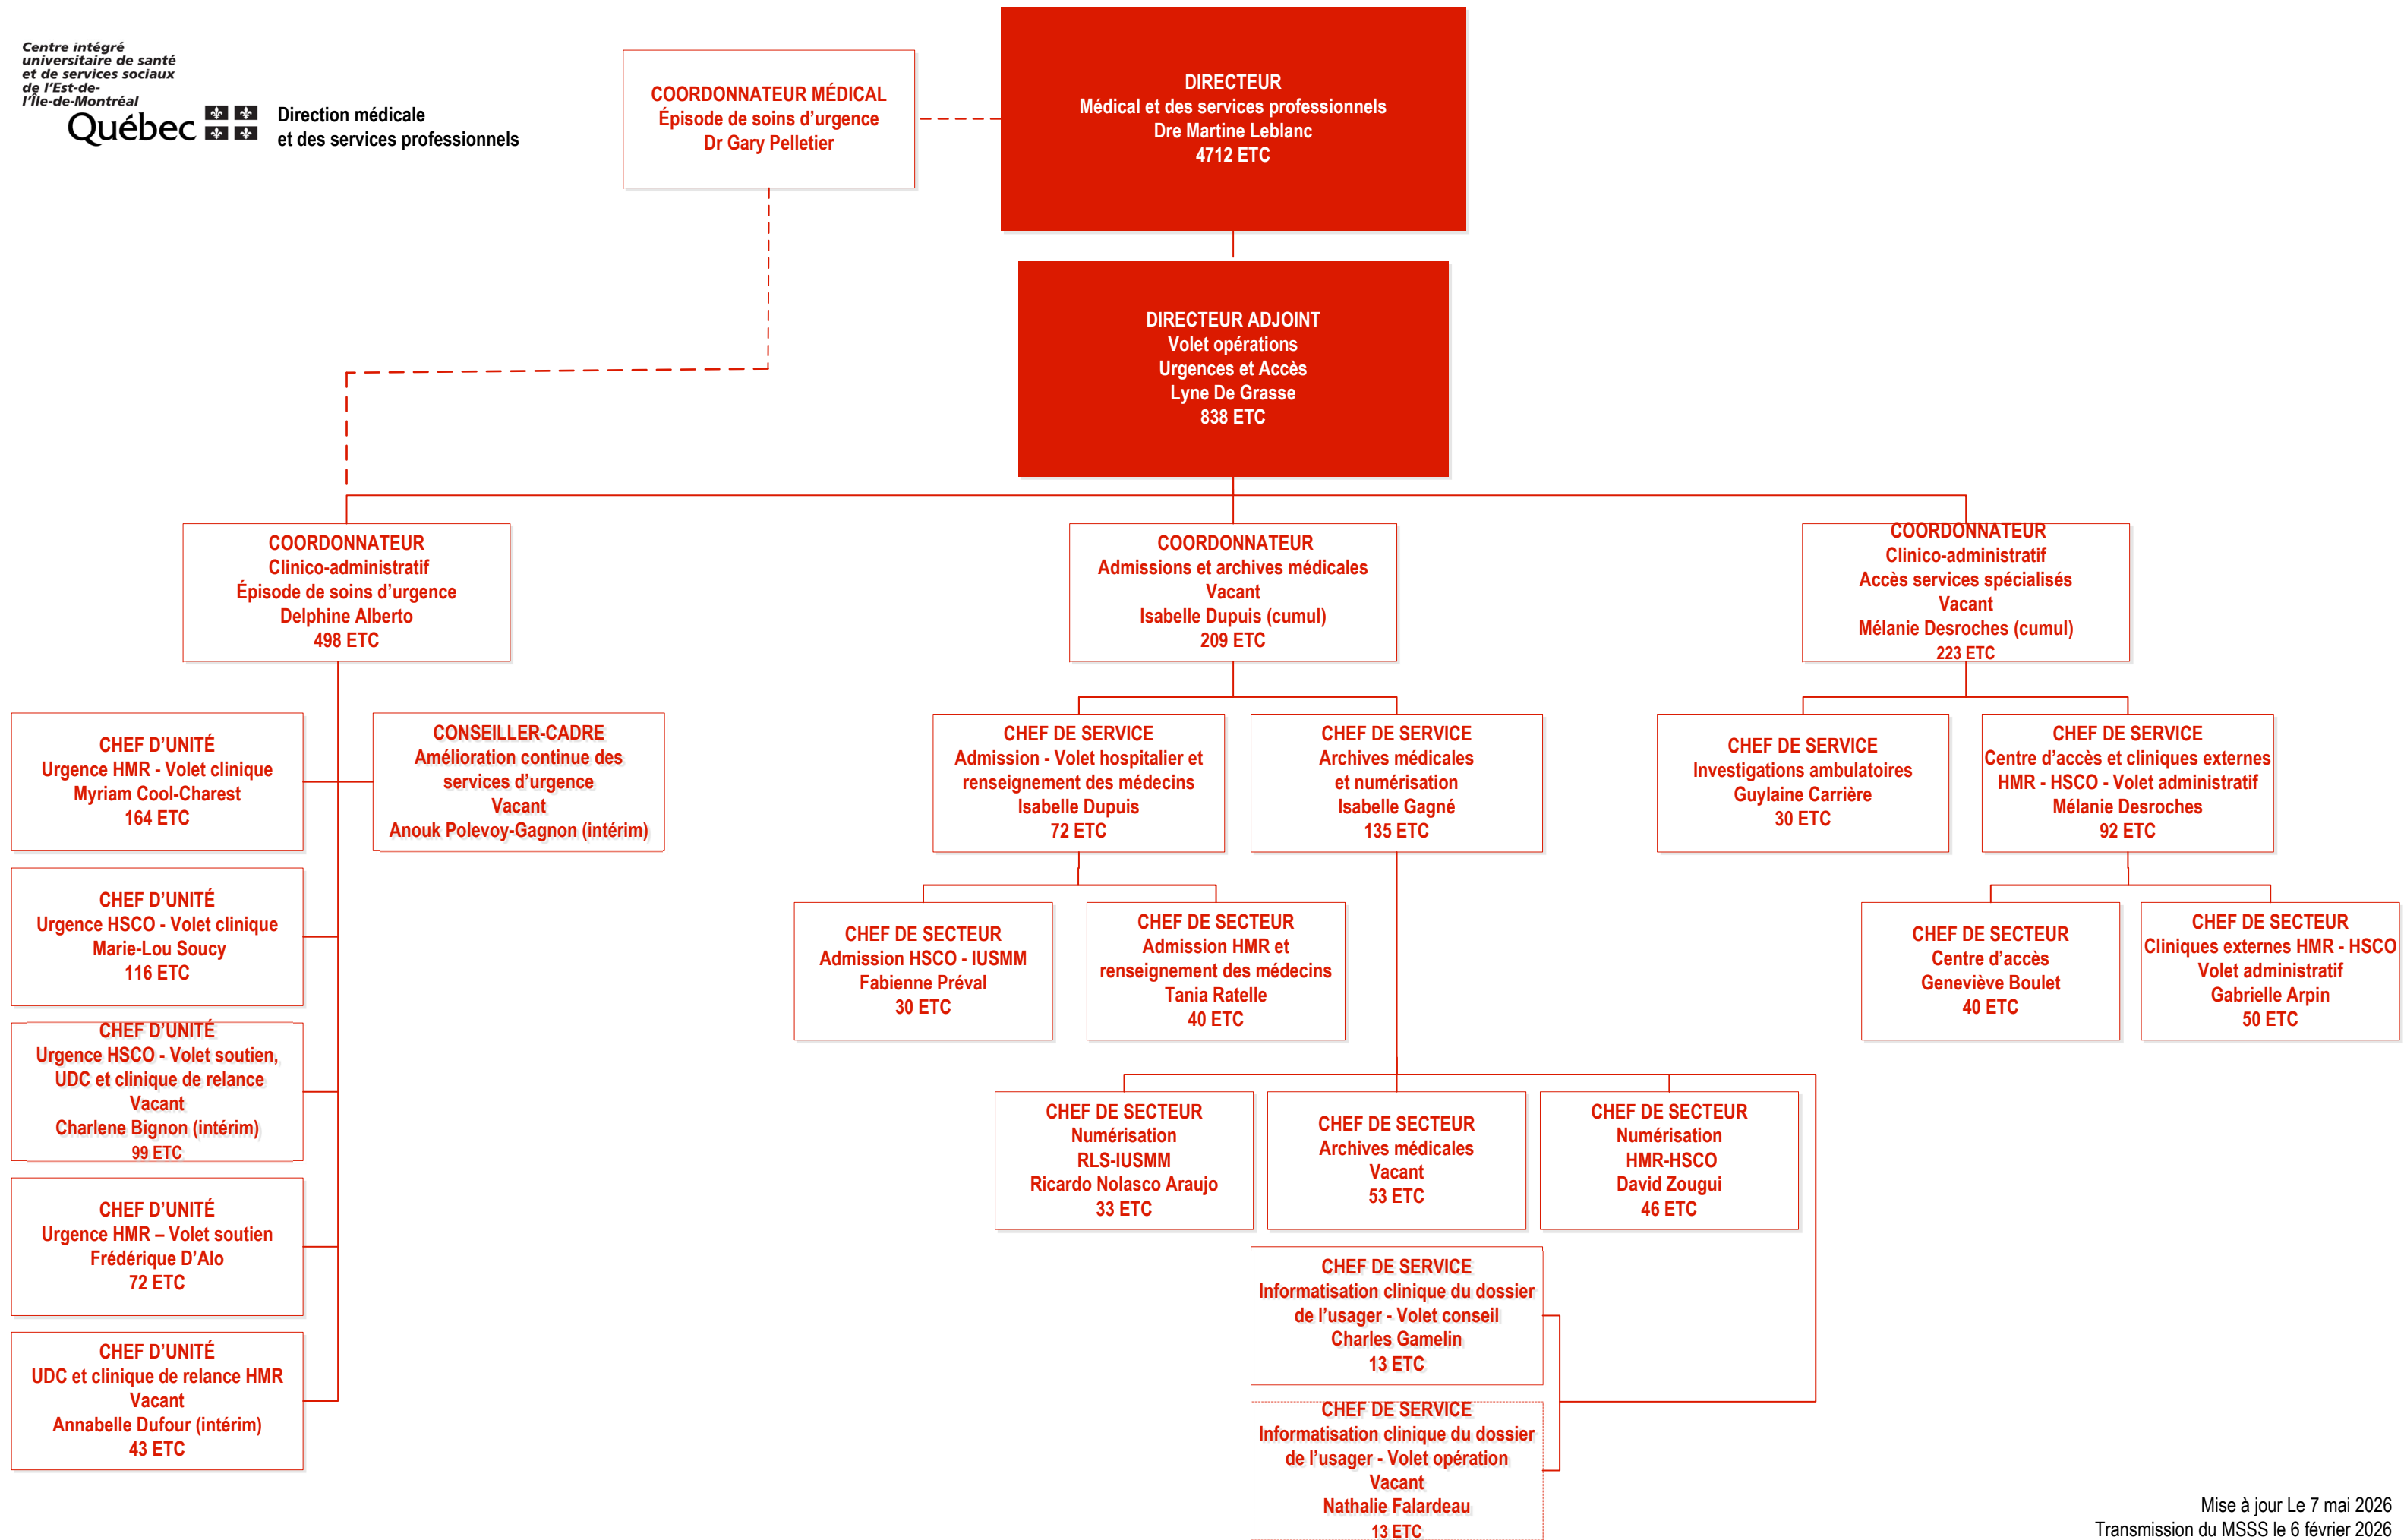 Centre intégré
universitaire de santé
et de services sociaux
de l'Est-de-
l'Île-de-Montréal
Québec
Direction médicale
et des services professionnels
COORDONNATEUR MÉDICAL
Épisode de soins d'urgence
Dr Gary Pelletier
DIRECTEUR
Médical et des services professionnels
Dre Martine Leblanc
4712 ETC
DIRECTEUR ADJOINT
Volet opérations
Urgences et Accès
Lyne De Grasse
838 ETC
COORDONNATEUR
Clinico-administratif
Épisode de soins d'urgence
Delphine Alberto
498 ETC
COORDONNATEUR
Admissions et archives médicales
Vacant
Isabelle Dupuis (cumul)
209 ETC
COORDONNATEUR
Clinico-administratif
Accès services spécialisés
Vacant
Mélanie Desroches (cumul)
223 ETC
CHEF D'UNITÉ
Urgence HMR - Volet clinique
Myriam Cool-Charest
164 ETC
CONSEILLER-CADRE
Amélioration continue des
services d'urgence
Vacant
Anouk Polevoy-Gagnon (intérim)
CHEF DE SERVICE
Admission - Volet hospitalier et
renseignement des médecins
Isabelle Dupuis
72 ETC
CHEF DE SERVICE
Archives médicales
et numérisation
Isabelle Gagné
135 ETC
CHEF DE SERVICE
Investigations ambulatoires
Guylaine Carrière
30 ETC
CHEF DE SERVICE
Centre d'accès et cliniques externes
HMR - HSCO - Volet administratif
Mélanie Desroches
92 ETC
CHEF D'UNITÉ
Urgence HSCO - Volet clinique
Marie-Lou Soucy
116 ETC
CHEF DE SECTEUR
Admission HSCO - IUSMM
Fabienne Préval
30 ETC
CHEF DE SECTEUR
Admission HMR et
renseignement des médecins
Tania Ratelle
40 ETC
CHEF DE SECTEUR
Centre d'accès
Geneviève Boulet
40 ETC
CHEF DE SECTEUR
Cliniques externes HMR - HSCO
Volet administratif
Gabrielle Arpin
50 ETC
CHEF D'UNITÉ
Urgence HSCO - Volet soutien,
UDC et clinique de relance
Vacant
Charlene Bignon (intérim)
99 ETC
CHEF DE SECTEUR
Numérisation
RLS-IUSMM
Ricardo Nolasco Araujo
33 ETC
CHEF DE SECTEUR
Archives médicales
Vacant
53 ETC
CHEF DE SECTEUR
Numérisation
HMR-HSCO
David Zougui
46 ETC
CHEF D'UNITÉ
Urgence HMR – Volet soutien
Frédérique D'Alo
72 ETC
CHEF DE SERVICE
Informatisation clinique du dossier
de l'usager - Volet conseil
Charles Gamelin
13 ETC
CHEF D'UNITÉ
UDC et clinique de relance HMR
Vacant
Annabelle Dufour (intérim)
43 ETC
CHEF DE SERVICE
Informatisation clinique du dossier
de l'usager - Volet opération
Vacant
Nathalie Falardeau
13 ETC
Mise à jour Le 7 mai 2026
Transmission du MSSS le 6 février 2026